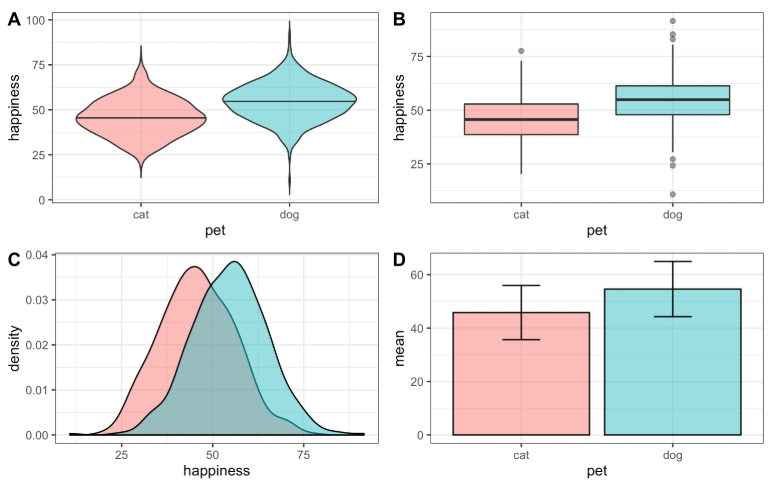 A
100
75
50
25
0
happiness
cat dog
pet
B
75
50
25
happiness
cat dog
pet
C
0.04
0.03
0.02
0.01
0.00
density
25 50 75
happiness
D
60
40
20
0
mean
cat dog
pet